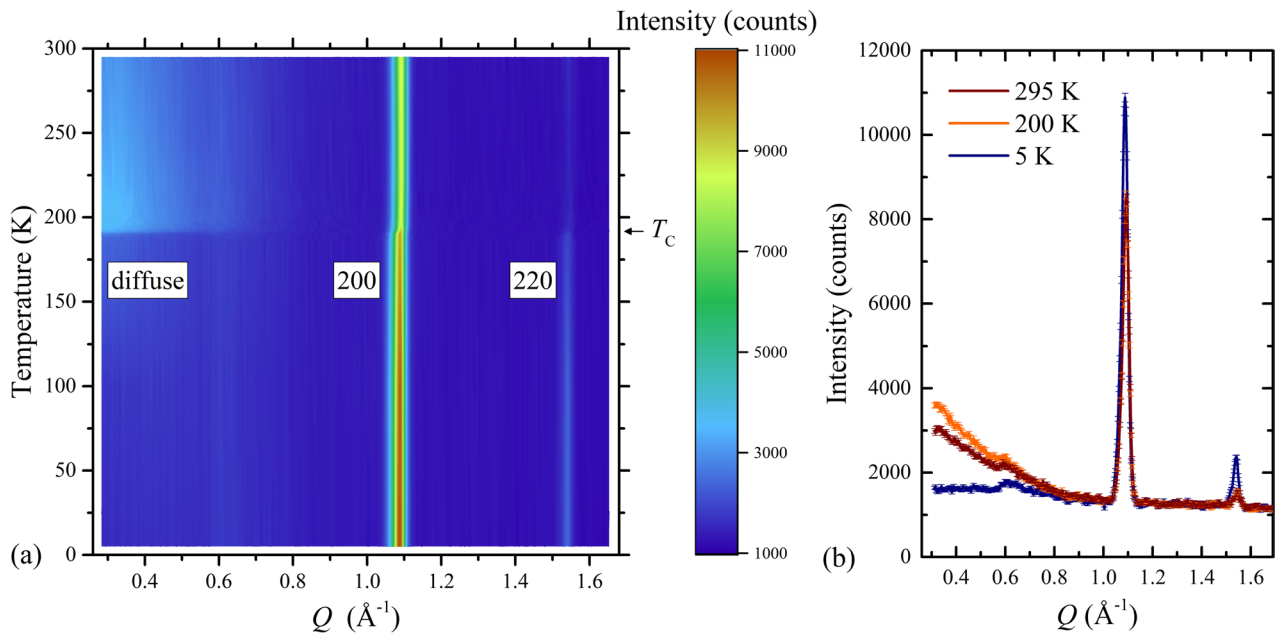 Intensity (counts)
300
250
200
150
100
50
0
Temperature (K)
diffuse
200
220
T_C
0.4 0.6 0.8 1.0 1.2 1.4 1.6
Q (Å⁻¹)
(a)
11000
9000
7000
5000
3000
1000
12000
10000
8000
6000
4000
2000
0
Intensity (counts)
295 K
200 K
5 K
0.4 0.6 0.8 1.0 1.2 1.4 1.6
Q (Å⁻¹)
(b)